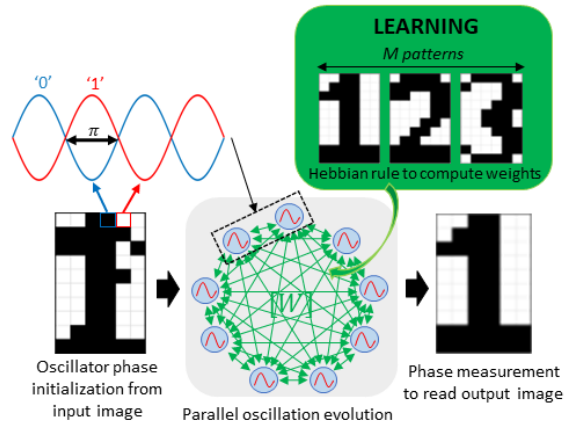 LEARNING
M patterns
Hebbian rule to compute weights
'0'
'1'
π
[W]
Oscillator phase
initialization from
input image
Parallel oscillation evolution
Phase measurement
to read output image